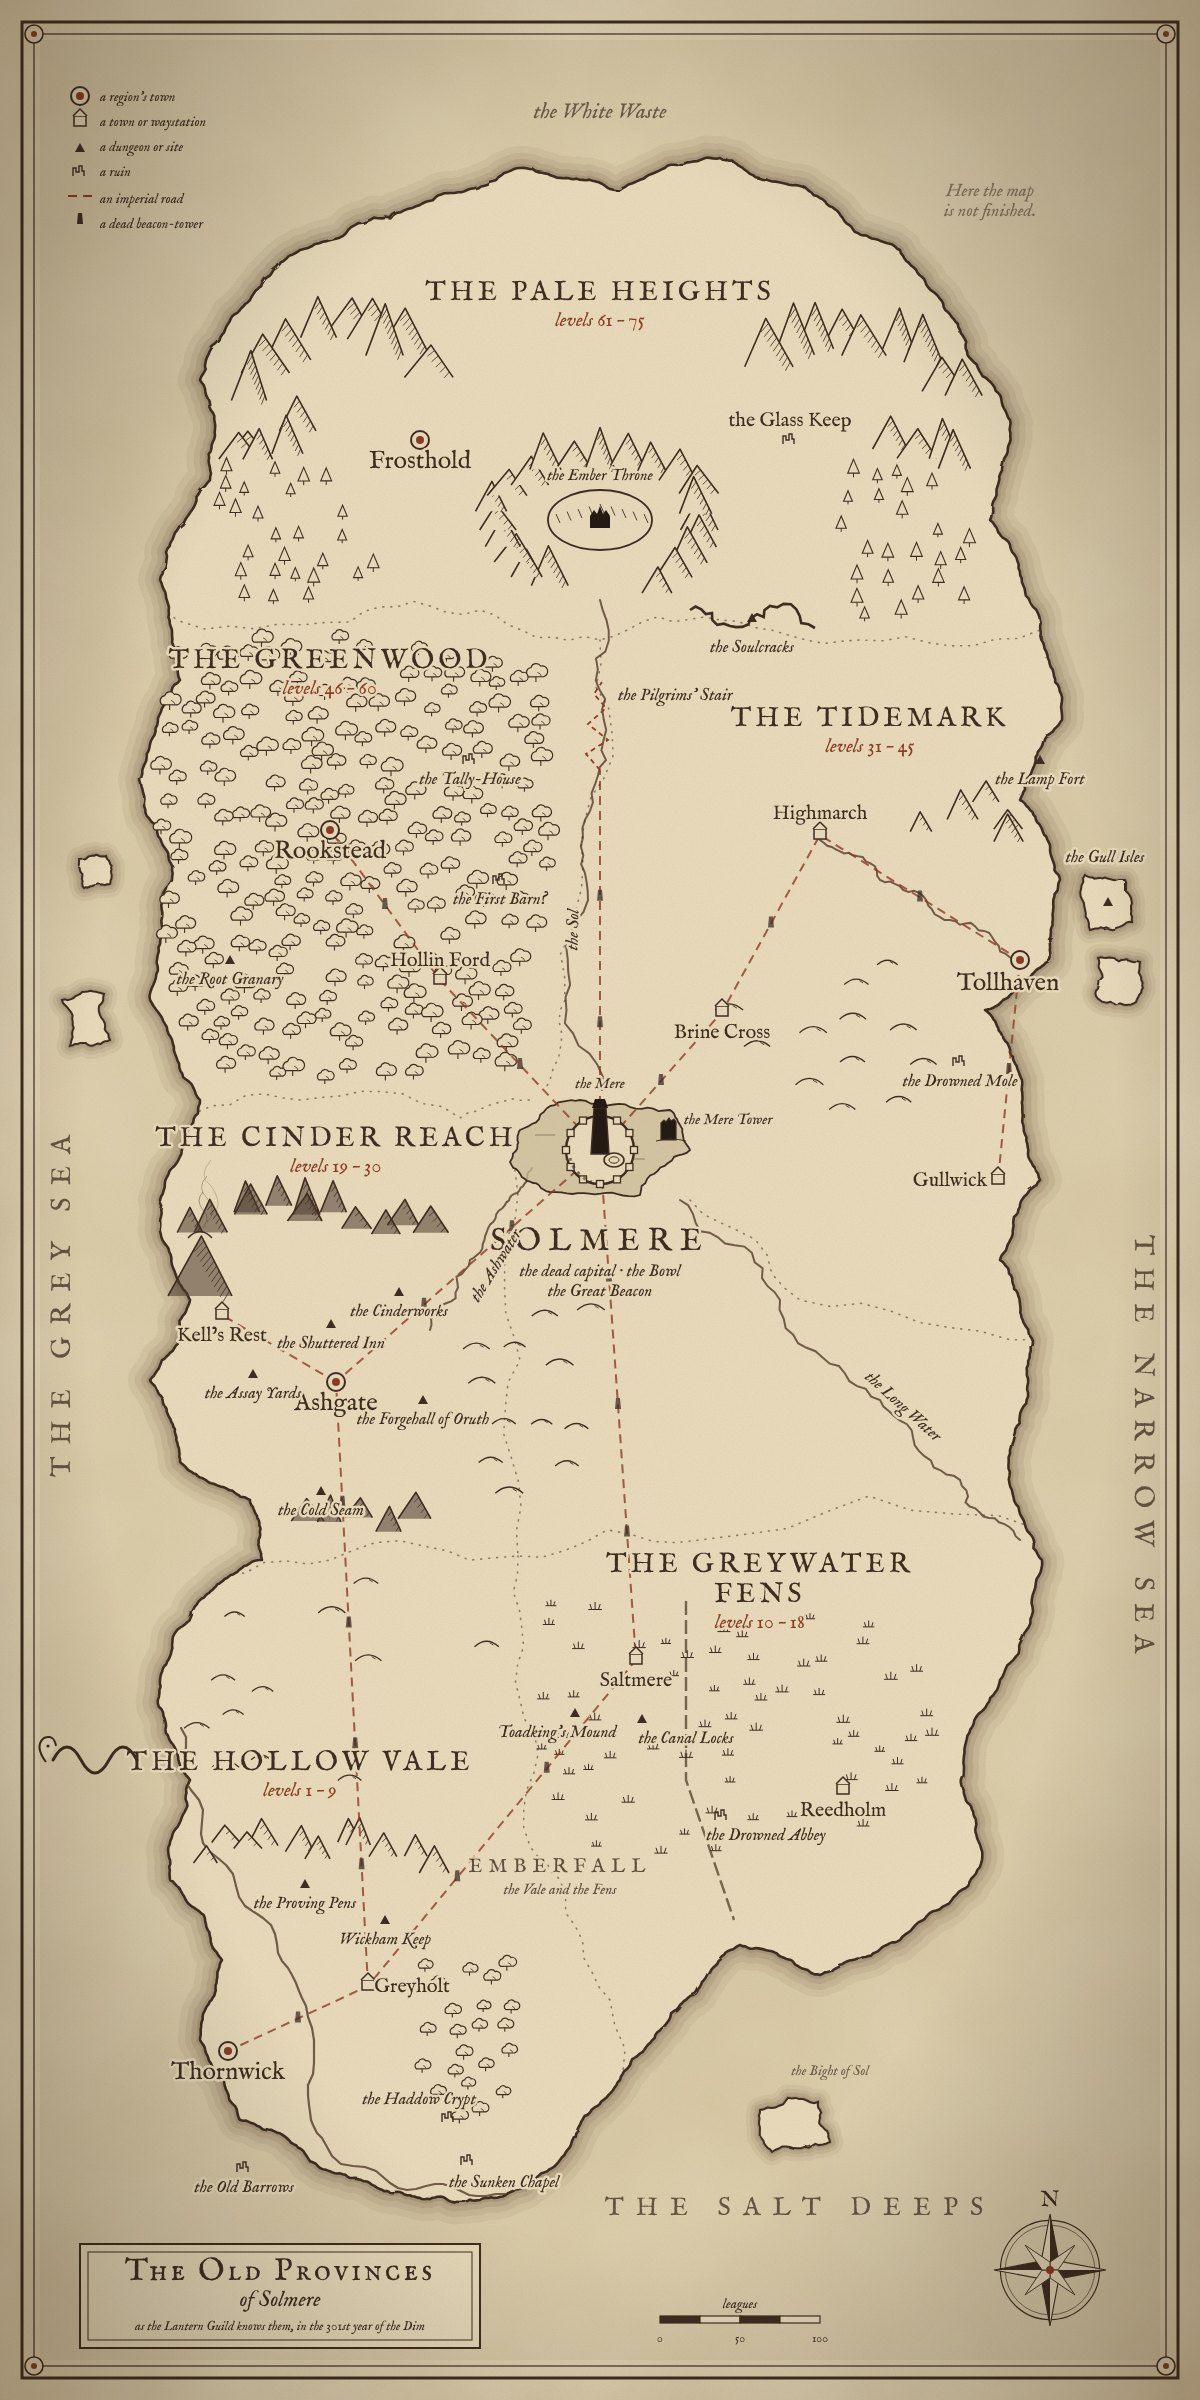 a region's town
a town or waystation
a dungeon or site
a ruin
an imperial road
a dead beacon-tower
the White Waste
Here the map
is not finished.
THE PALE HEIGHTS
levels 61 – 75
the Glass Keep
Frosthold
the Ember Throne
the Soulcracks
THE GREENWOOD
levels 46 – 60
the Pilgrims' Stair
THE TIDEMARK
levels 31 – 45
the Tally-House
the Lamp Fort
Highmarch
Rookstead
the Gull Isles
the First Barn?
the Sol
Hollin Ford
the Root Granary
Tollhaven
Brine Cross
the Drowned Mole
the Mere
the Mere Tower
THE CINDER REACH
levels 19 – 30
Gullwick
THE GREY SEA
THE NARROW SEA
SOLMERE
the dead capital · the Bowl
the Great Beacon
the Ashwater
the Cinderworks
Kell's Rest
the Shuttered Inn
the Assay Yards
Ashgate
the Forgehall of Oruth
the Long Water
the Cold Seam
THE GREYWATER
FENS
levels 10 – 18
Saltmere
Toadking's Mound
the Canal Locks
THE HOLLOW VALE
levels 1 – 9
Reedholm
the Drowned Abbey
EMBERFALL
the Vale and the Fens
the Proving Pens
Wickham Keep
Greyholt
Thornwick
the Bight of Sol
the Haddow Crypt
the Old Barrows
the Sunken Chapel
THE SALT DEEPS
N
The Old Provinces
of Solmere
as the Lantern Guild knows them, in the 301st year of the Dim
leagues
0 50 100